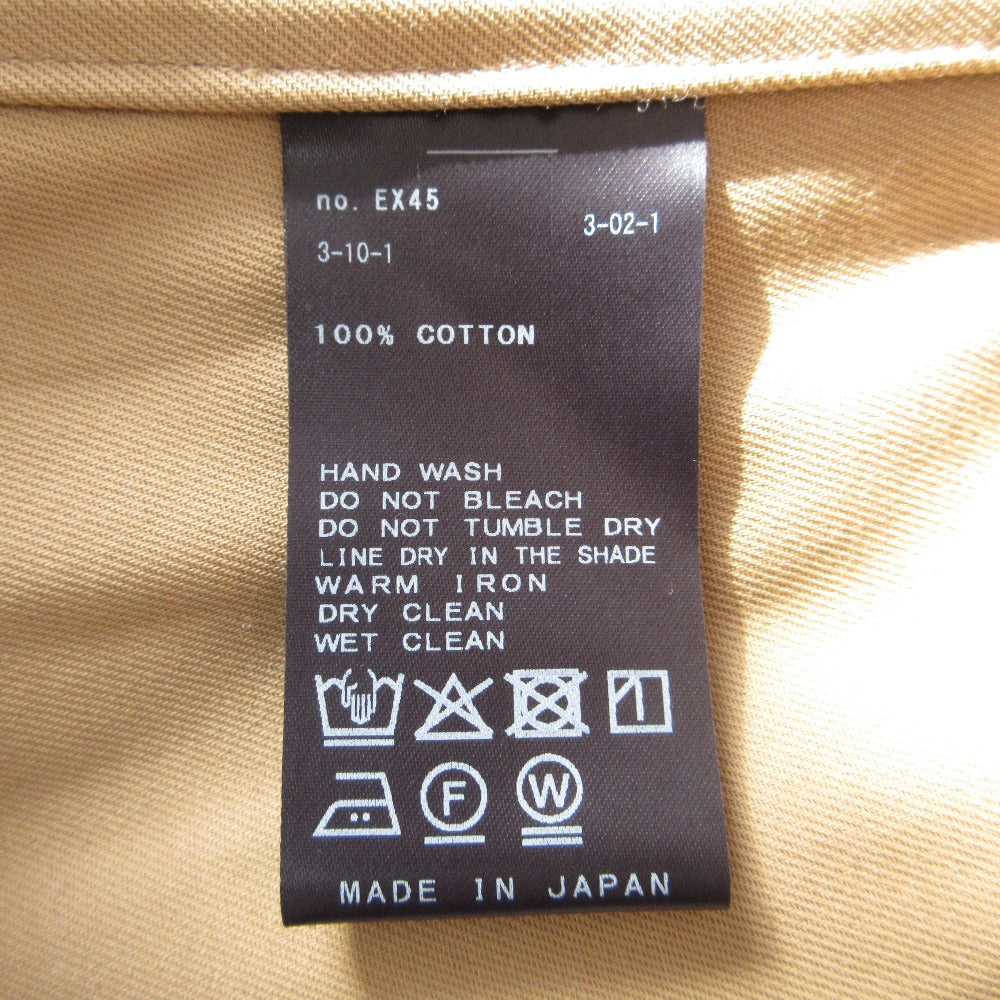 no. EX45
3-02-1
3-10-1
100% COTTON
HAND WASH
DO NOT BLEACH
DO NOT TUMBLE DRY
LINE DRY IN THE SHADE
WARM IRON
DRY CLEAN
WET CLEAN
F W
MADE IN JAPAN